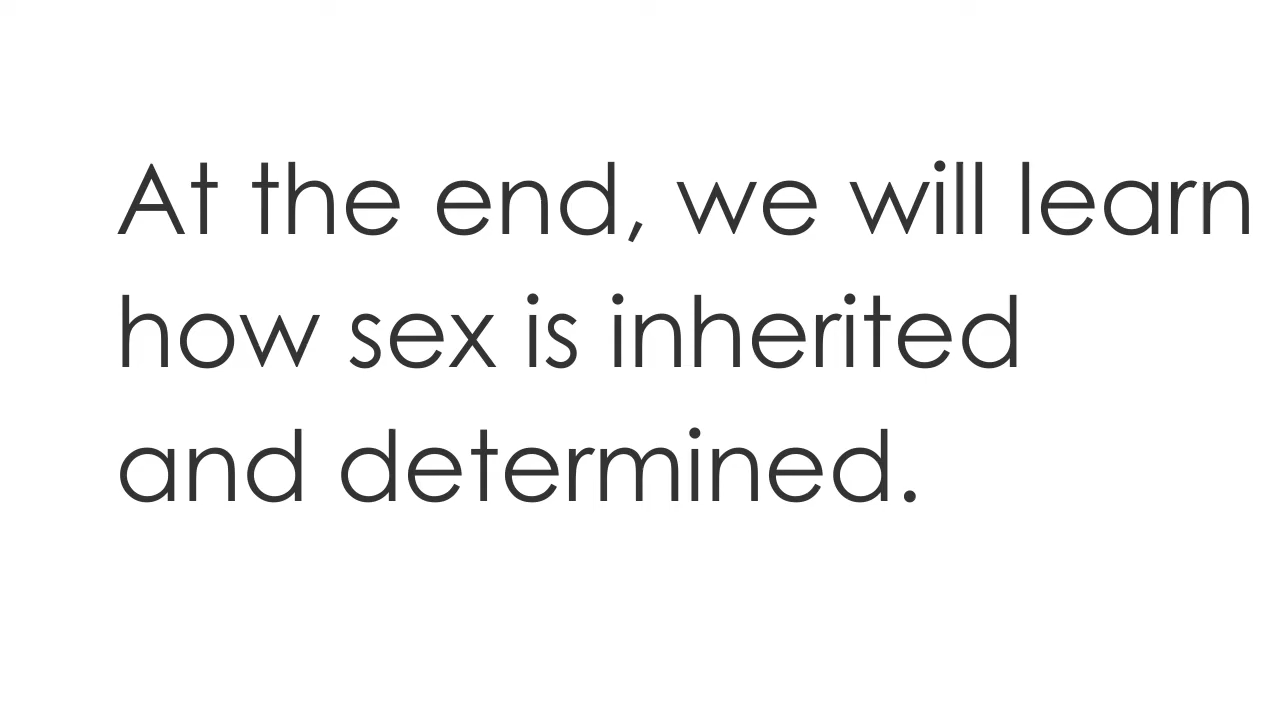 At the end, we will learn
how sex is inherited
and determined.